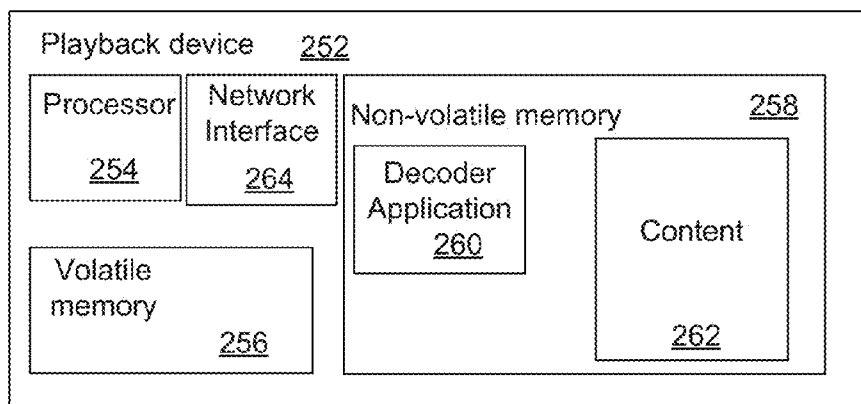 Playback device 252
Processor
254
Network
Interface
264
Non-volatile memory 258
Decoder
Application
260
Content
262
Volatile
memory
256